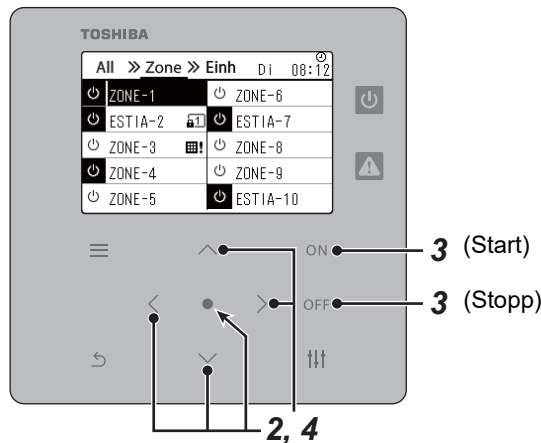 TOSHIBA
All » Zone » Einh Di 08:12
ZONE-1 ZONE-6
ESTIA-2 1 ESTIA-7
ZONE-3 ! ZONE-8
ZONE-4 ZONE-9
ZONE-5 ESTIA-10
ON 3 (Start)
OFF 3 (Stopp)
2, 4